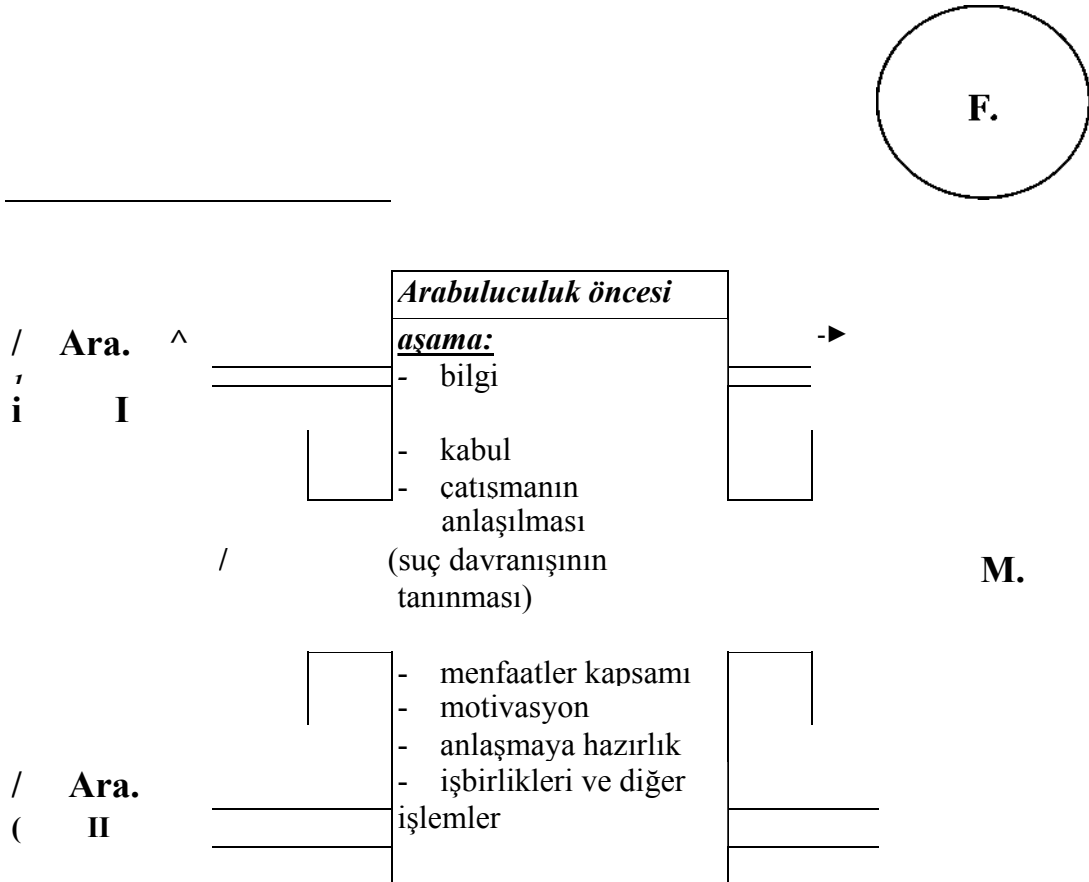 F.
Arabuluculuk öncesi
/ Ara. ^
aşama:
-►
- bilgi
i I
- kabul
- çatışmanın
anlaşılması
/ (suç davranışının
M.
tanınması)
- menfaatler kapsamı
- motivasyon
- anlaşmaya hazırlık
/ Ara.
- işbirlikleri ve diğer
( II
işlemler